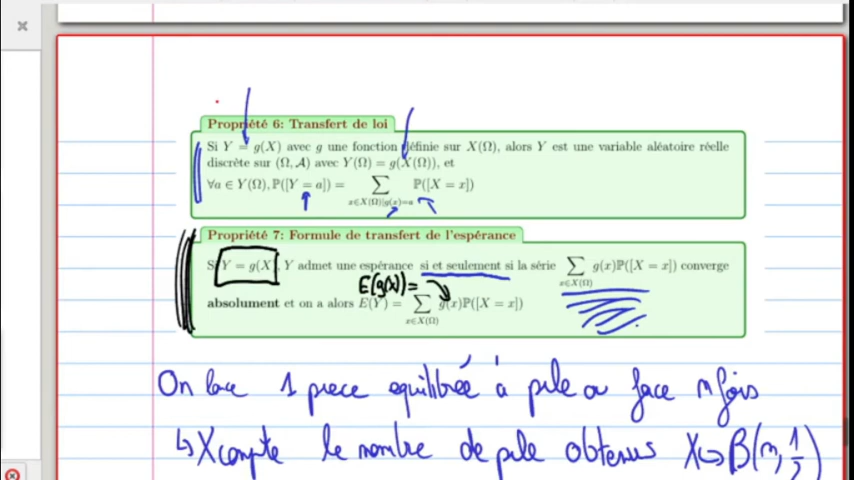 Propriété 6: Transfert de loi
Si Y = g(X) avec g une fonction définie sur X(Ω), alors Y est une variable aléatoire réelle
discrète sur (Ω, A) avec Y(Ω) = g(X(Ω)), et
∀a ∈ Y(Ω), P([Y = a]) = ∑ P([X = x])
x∈X(Ω)|g(x)=a
Propriété 7: Formule de transfert de l'espérance
Si Y = g(X), Y admet une espérance si et seulement si la série ∑ g(x)P([X = x]) converge
x∈X(Ω)
E(g(X))=
absolument et on a alors E(Y) = ∑ g(x)P([X = x])
x∈X(Ω)
On lance 1 pièce equilibrée à pile ou face n fois
↳ X compte le nombre de pile obtenus X↪B(n, 1/2)